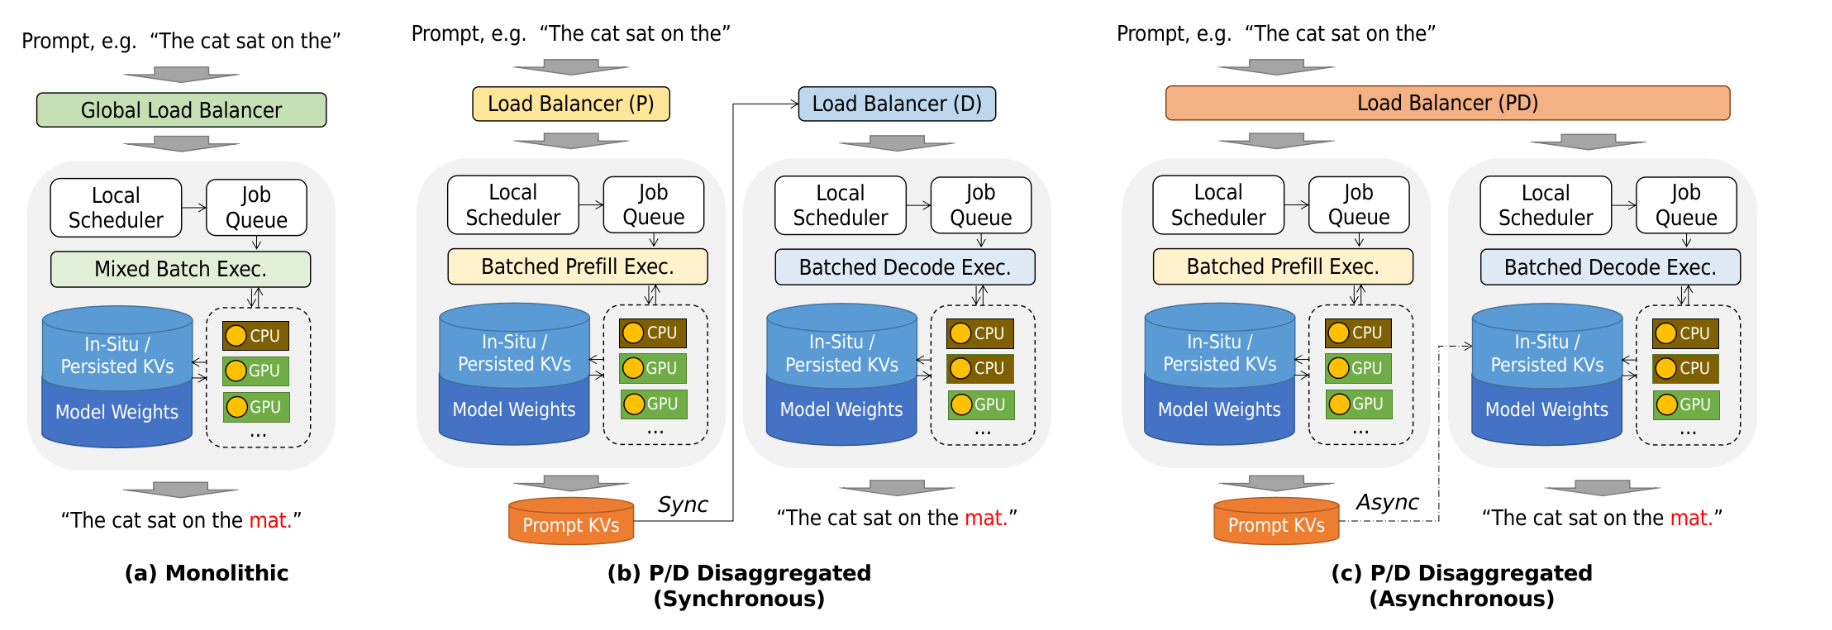 Prompt, e.g. “The cat sat on the”
Global Load Balancer
Local
Scheduler
Job
Queue
Mixed Batch Exec.
In-Situ /
Persisted KVs
Model Weights
CPU
GPU
GPU
...
“The cat sat on the mat.”
(a) Monolithic
Prompt, e.g. “The cat sat on the”
Load Balancer (P)
Local
Scheduler
Job
Queue
Batched Prefill Exec.
In-Situ /
Persisted KVs
Model Weights
CPU
GPU
GPU
...
Prompt KVs
Sync
Load Balancer (D)
Local
Scheduler
Job
Queue
Batched Decode Exec.
In-Situ /
Persisted KVs
Model Weights
CPU
CPU
GPU
...
“The cat sat on the mat.”
(b) P/D Disaggregated
(Synchronous)
Prompt, e.g. “The cat sat on the”
Load Balancer (PD)
Local
Scheduler
Job
Queue
Batched Prefill Exec.
In-Situ /
Persisted KVs
Model Weights
CPU
GPU
GPU
...
Prompt KVs
Async
Local
Scheduler
Job
Queue
Batched Decode Exec.
In-Situ /
Persisted KVs
Model Weights
CPU
CPU
GPU
...
“The cat sat on the mat.”
(c) P/D Disaggregated
(Asynchronous)